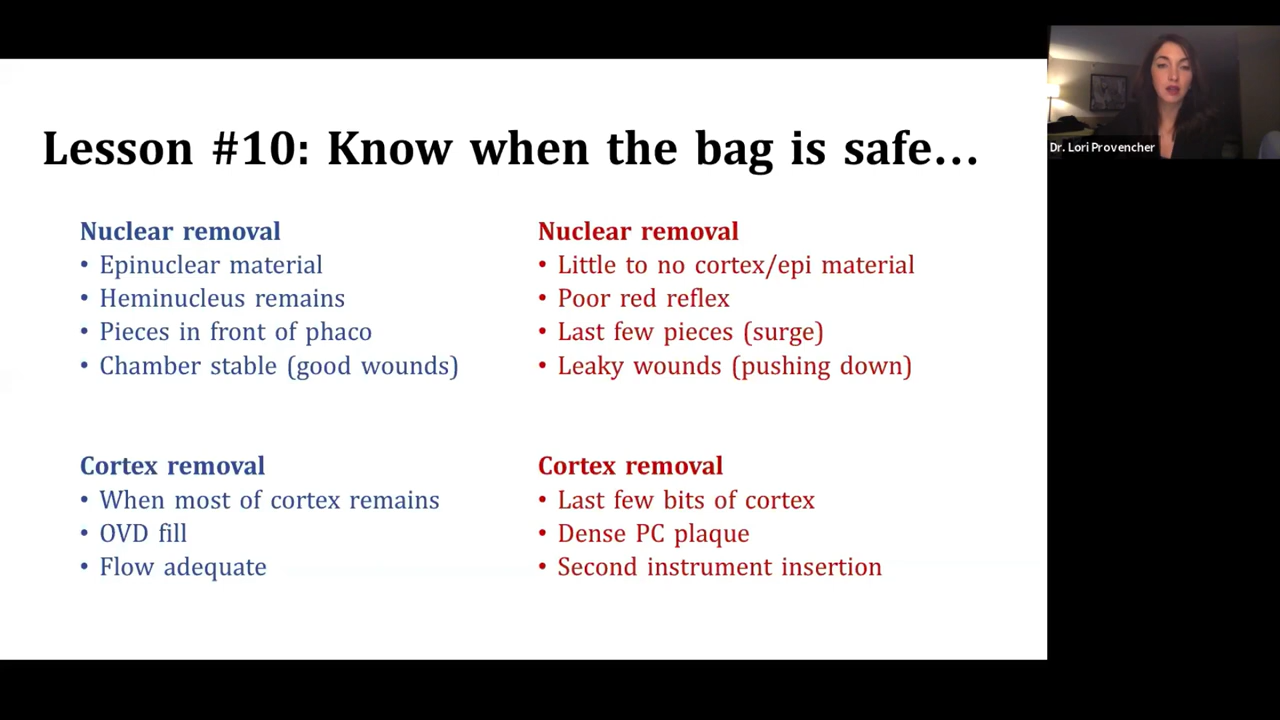 Lesson #10: Know when the bag is safe...
Nuclear removal
• Epinuclear material
• Heminucleus remains
• Pieces in front of phaco
• Chamber stable (good wounds)
Cortex removal
• When most of cortex remains
• OVD fill
• Flow adequate
Nuclear removal
• Little to no cortex/epi material
• Poor red reflex
• Last few pieces (surge)
• Leaky wounds (pushing down)
Cortex removal
• Last few bits of cortex
• Dense PC plaque
• Second instrument insertion
Dr. Lori Provencher